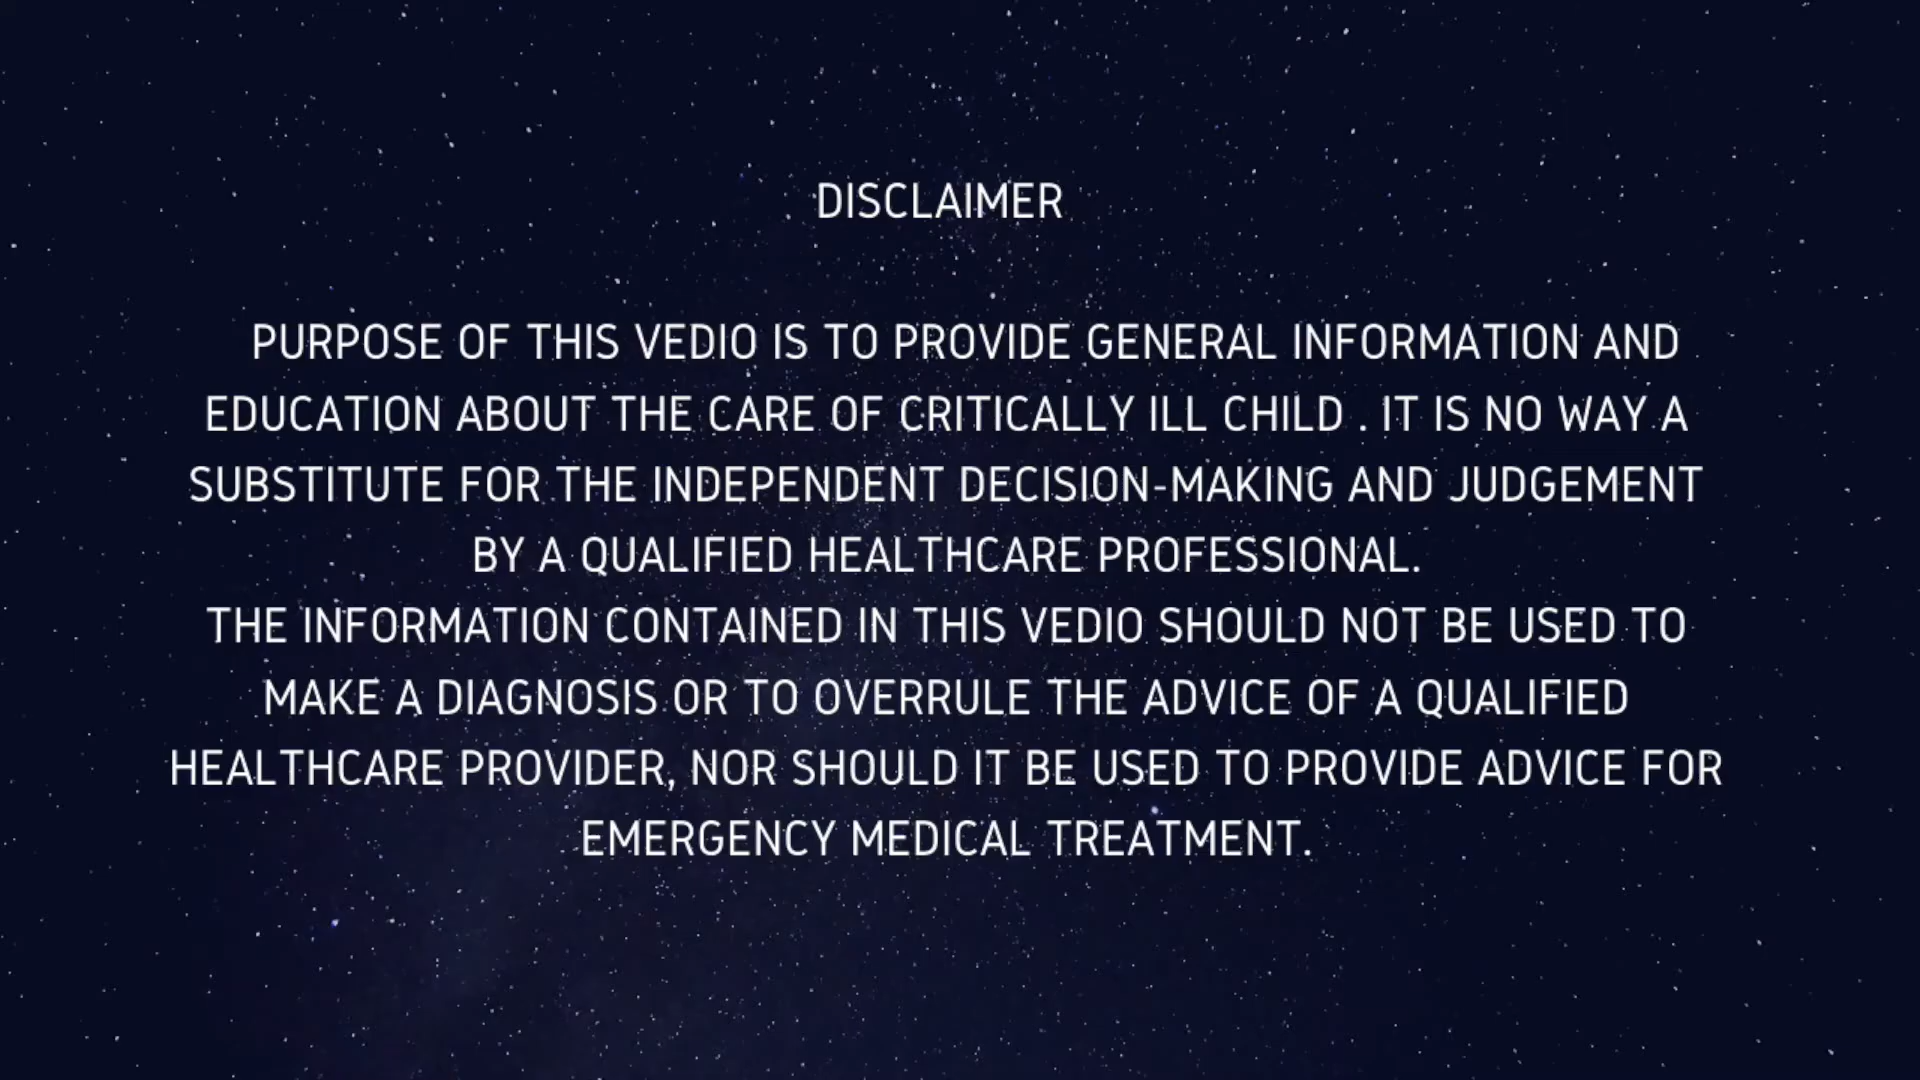 DISCLAIMER
PURPOSE OF THIS VEDIO IS TO PROVIDE GENERAL INFORMATION AND
EDUCATION ABOUT THE CARE OF CRITICALLY ILL CHILD . IT IS NO WAY A
SUBSTITUTE FOR THE INDEPENDENT DECISION-MAKING AND JUDGEMENT
BY A QUALIFIED HEALTHCARE PROFESSIONAL.
THE INFORMATION CONTAINED IN THIS VEDIO SHOULD NOT BE USED TO
MAKE A DIAGNOSIS OR TO OVERRULE THE ADVICE OF A QUALIFIED
HEALTHCARE PROVIDER, NOR SHOULD IT BE USED TO PROVIDE ADVICE FOR
EMERGENCY MEDICAL TREATMENT.